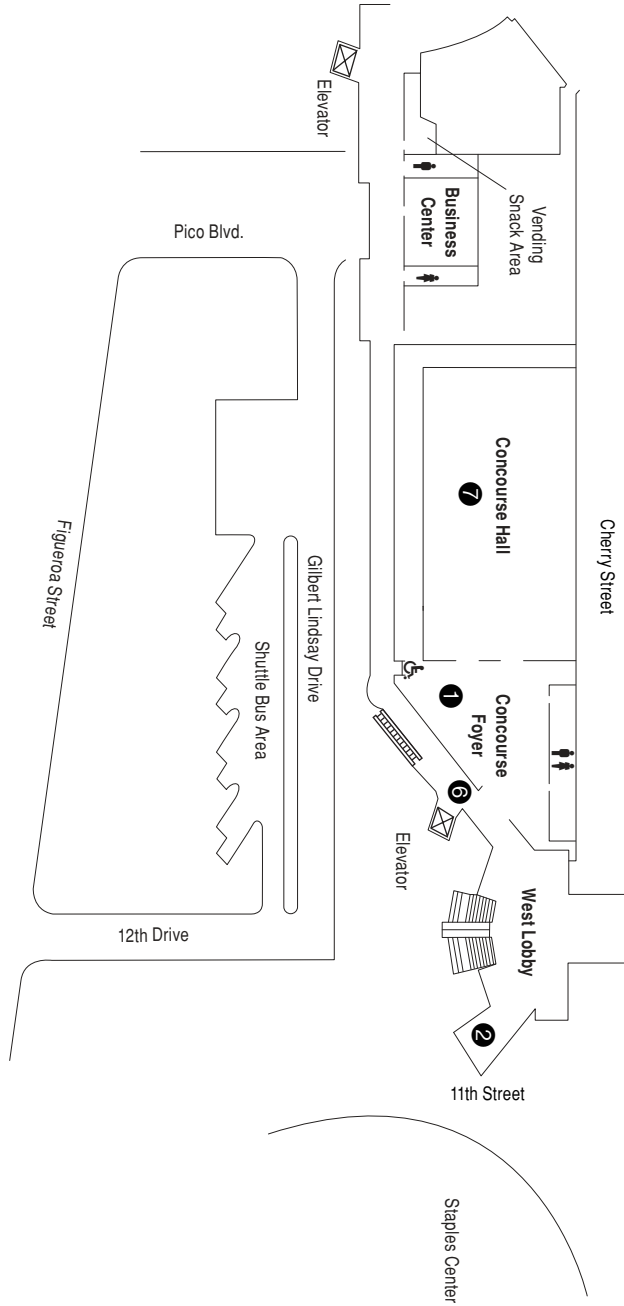 Elevator
Vending
Snack Area
Business
Center
Pico Blvd.
Concourse Hall
7
Cherry Street
Figueroa Street
Gilbert Lindsay Drive
Shuttle Bus Area
1
Concourse
Foyer
6
Elevator
12th Drive
West Lobby
2
11th Street
Staples Center